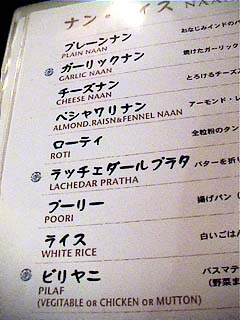 ナン・ライス NAAN
プレーンナン おなじみインドのパ
PLAIN NAAN
ガーリックナン 焼けたガーリック
GARLIC NAAN
チーズナン とろけるチーズ
CHEESE NAAN
ペシャワリナン アーモンド・レ
ALMOND.RAISN&FENNEL NAAN
ローティ 全粒粉のタン
ROTI
ラッチェダールプラタ バターを折り
LACHEDAR PRATHA
プーリー 揚げパン(
POORI
ライス 白いごはん
WHITE RICE
ビリヤニ バスマテ
PILAF (野菜ま
(VEGITABLE OR CHICKEN OR MUTTON)